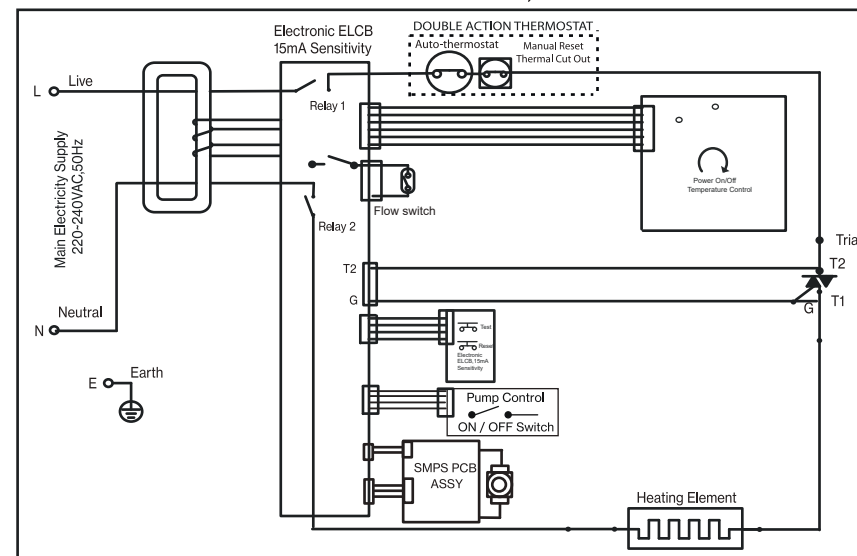 Electronic ELCB
15mA Sensitivity
DOUBLE ACTION THERMOSTAT
Auto-thermostat
Manual Reset
Thermal Cut Out
L
Live
Relay 1
Main Electricity Supply
220-240VAC,50Hz
Power On/Off
Temperature Control
Flow switch
Relay 2
Tria
T2
T2
G
G
T1
Neutral
N
Test
Reset
Electronic
ELCB,15mA
Sensitivity
E
Earth
Pump Control
ON / OFF Switch
SMPS PCB
ASSY
Heating Element